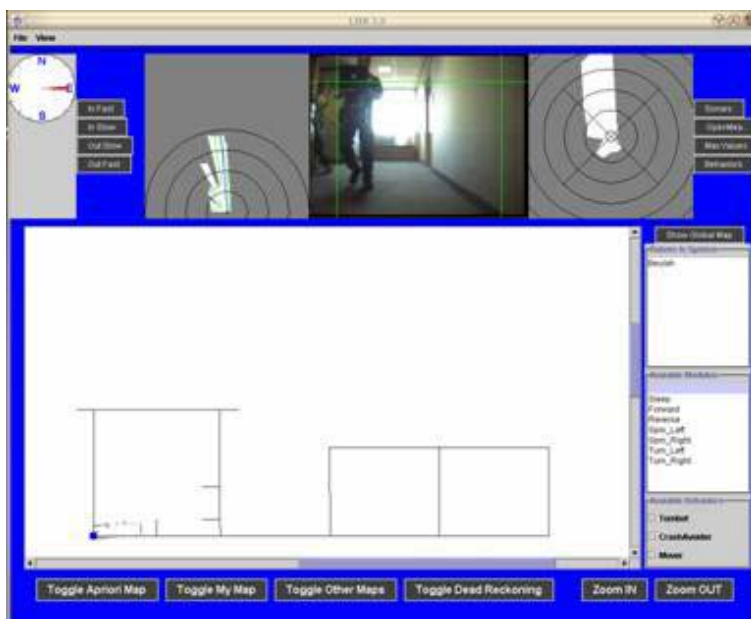 File View
N
W E
S
In Fast
In Slow
Out Slow
Out Fast
Sonars
OpenMap
Max Values
Behaviors
Show Global Map
Beulah
Sleep
Forward
Reverse
Spin_Left
Spin_Right
Turn_Left
Turn_Right
CrashAvoider
Mover
Toggle Apriori Map Toggle My Map Toggle Other Maps Toggle Dead Reckoning Zoom IN Zoom OUT